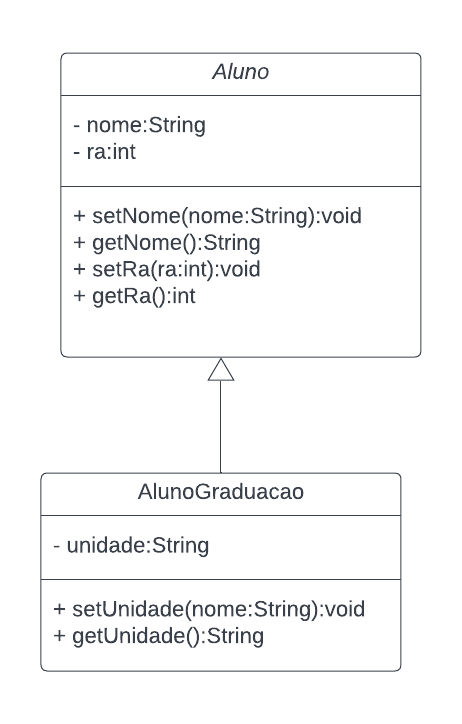 Aluno
- nome:String
- ra:int
+ setNome(nome:String):void
+ getNome():String
+ setRa(ra:int):void
+ getRa():int
AlunoGraduacao
- unidade:String
+ setUnidade(nome:String):void
+ getUnidade():String